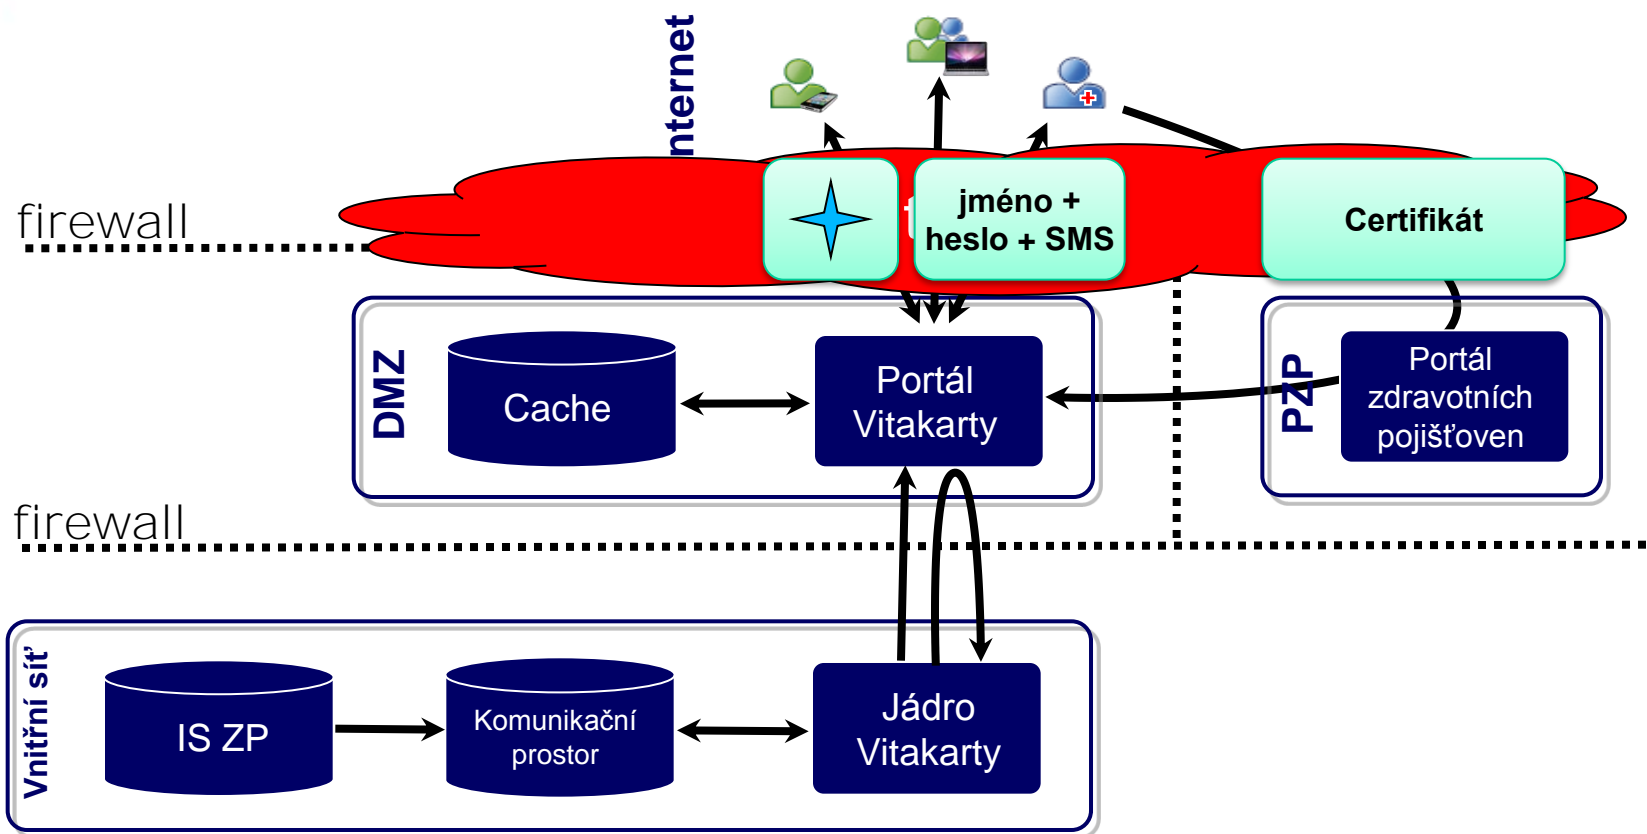 nternet
firewall
jméno +
heslo + SMS
Certifikát
DMZ
Cache
Portál
Vitakarty
PZP
Portál
zdravotních
pojišťoven
firewall
Vnitřní síť
IS ZP
Komunikační
prostor
Jádro
Vitakarty